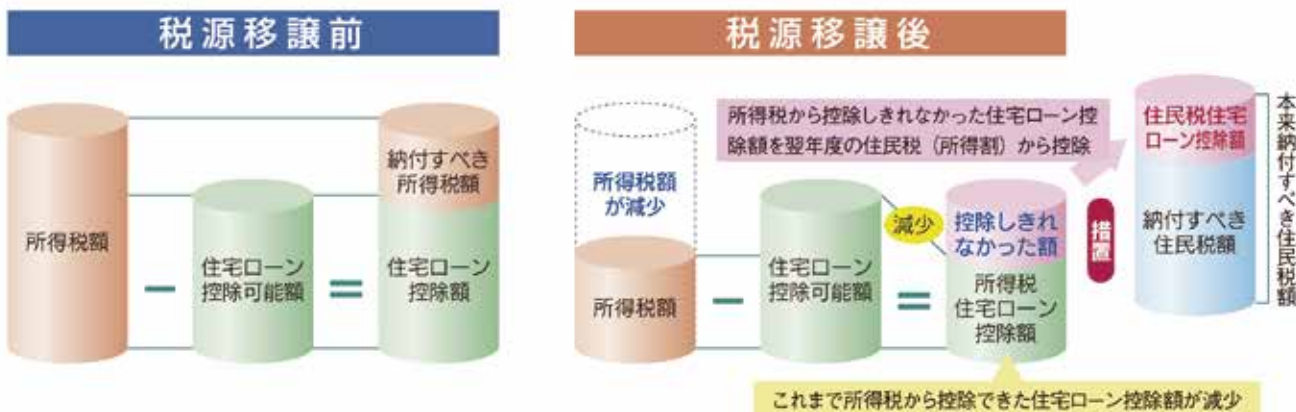 税源移譲前
所得税額
−
住宅ローン
控除可能額
=
納付すべき
所得税額
住宅ローン
控除額
税源移譲後
所得税額
が減少
所得税額
−
住宅ローン
控除可能額
=
減少
控除しきれ
なかった額
所得税
住宅ローン
控除額
所得税から控除しきれなかった住宅ローン控
除額を翌年度の住民税(所得割)から控除
措置
住民税住宅
ローン控除額
納付すべき
住民税額
本来納付すべき住民税額
これまで所得税から控除できた住宅ローン控除額が減少